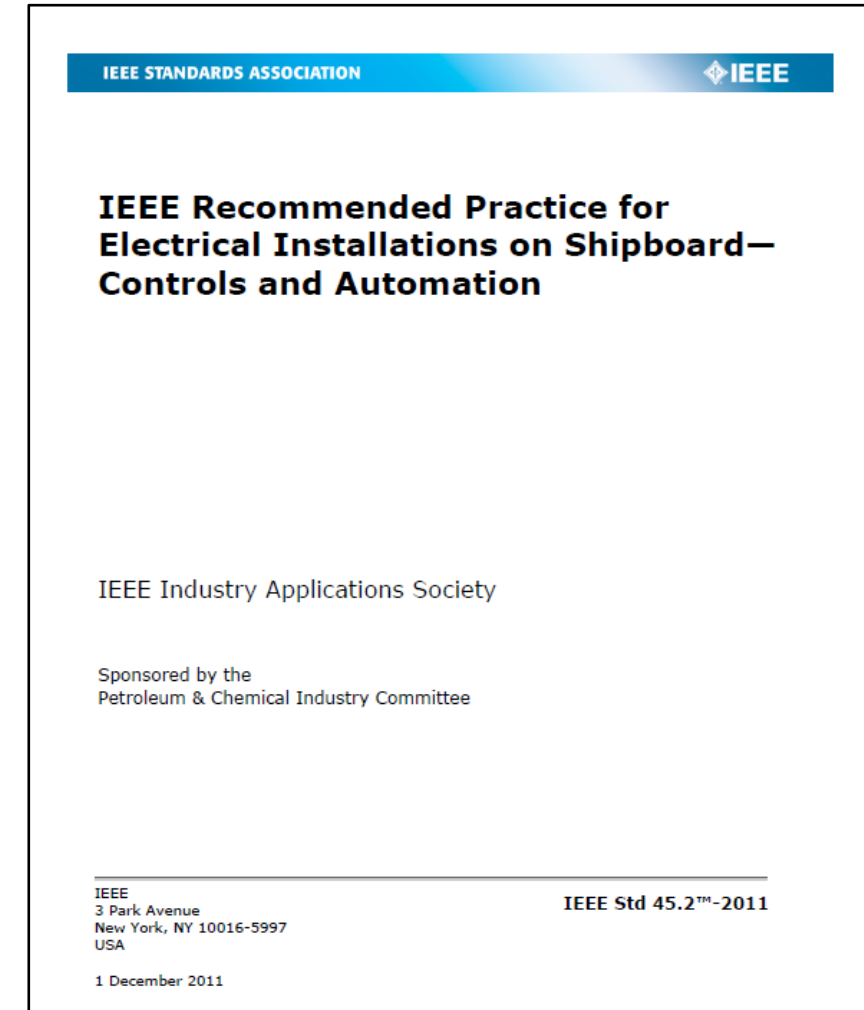 IEEE STANDARDS ASSOCIATION
IEEE
IEEE Recommended Practice for
Electrical Installations on Shipboard—
Controls and Automation
IEEE Industry Applications Society
Sponsored by the
Petroleum & Chemical Industry Committee
IEEE
3 Park Avenue
New York, NY 10016-5997
USA
1 December 2011
IEEE Std 45.2™-2011